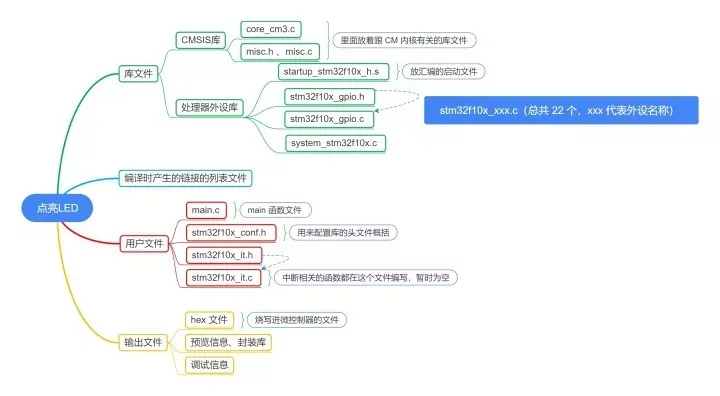 点亮LED
库文件
CMSIS库
core_cm3.c
misc.h 、misc.c
里面放着跟 CM 内核有关的库文件
处理器外设库
startup_stm32f10x_h.s
放汇编的启动文件
stm32f10x_gpio.h
stm32f10x_gpio.c
stm32f10x_xxx.c（总共 22 个，xxx 代表外设名称）
system_stm32f10x.c
编译时产生的链接的列表文件
用户文件
main.c
main 函数文件
stm32f10x_conf.h
用来配置库的头文件概括
stm32f10x_it.h
stm32f10x_it.c
中断相关的函数都在这个文件编写，暂时为空
输出文件
hex 文件
烧写进微控制器的文件
预览信息、封装库
调试信息